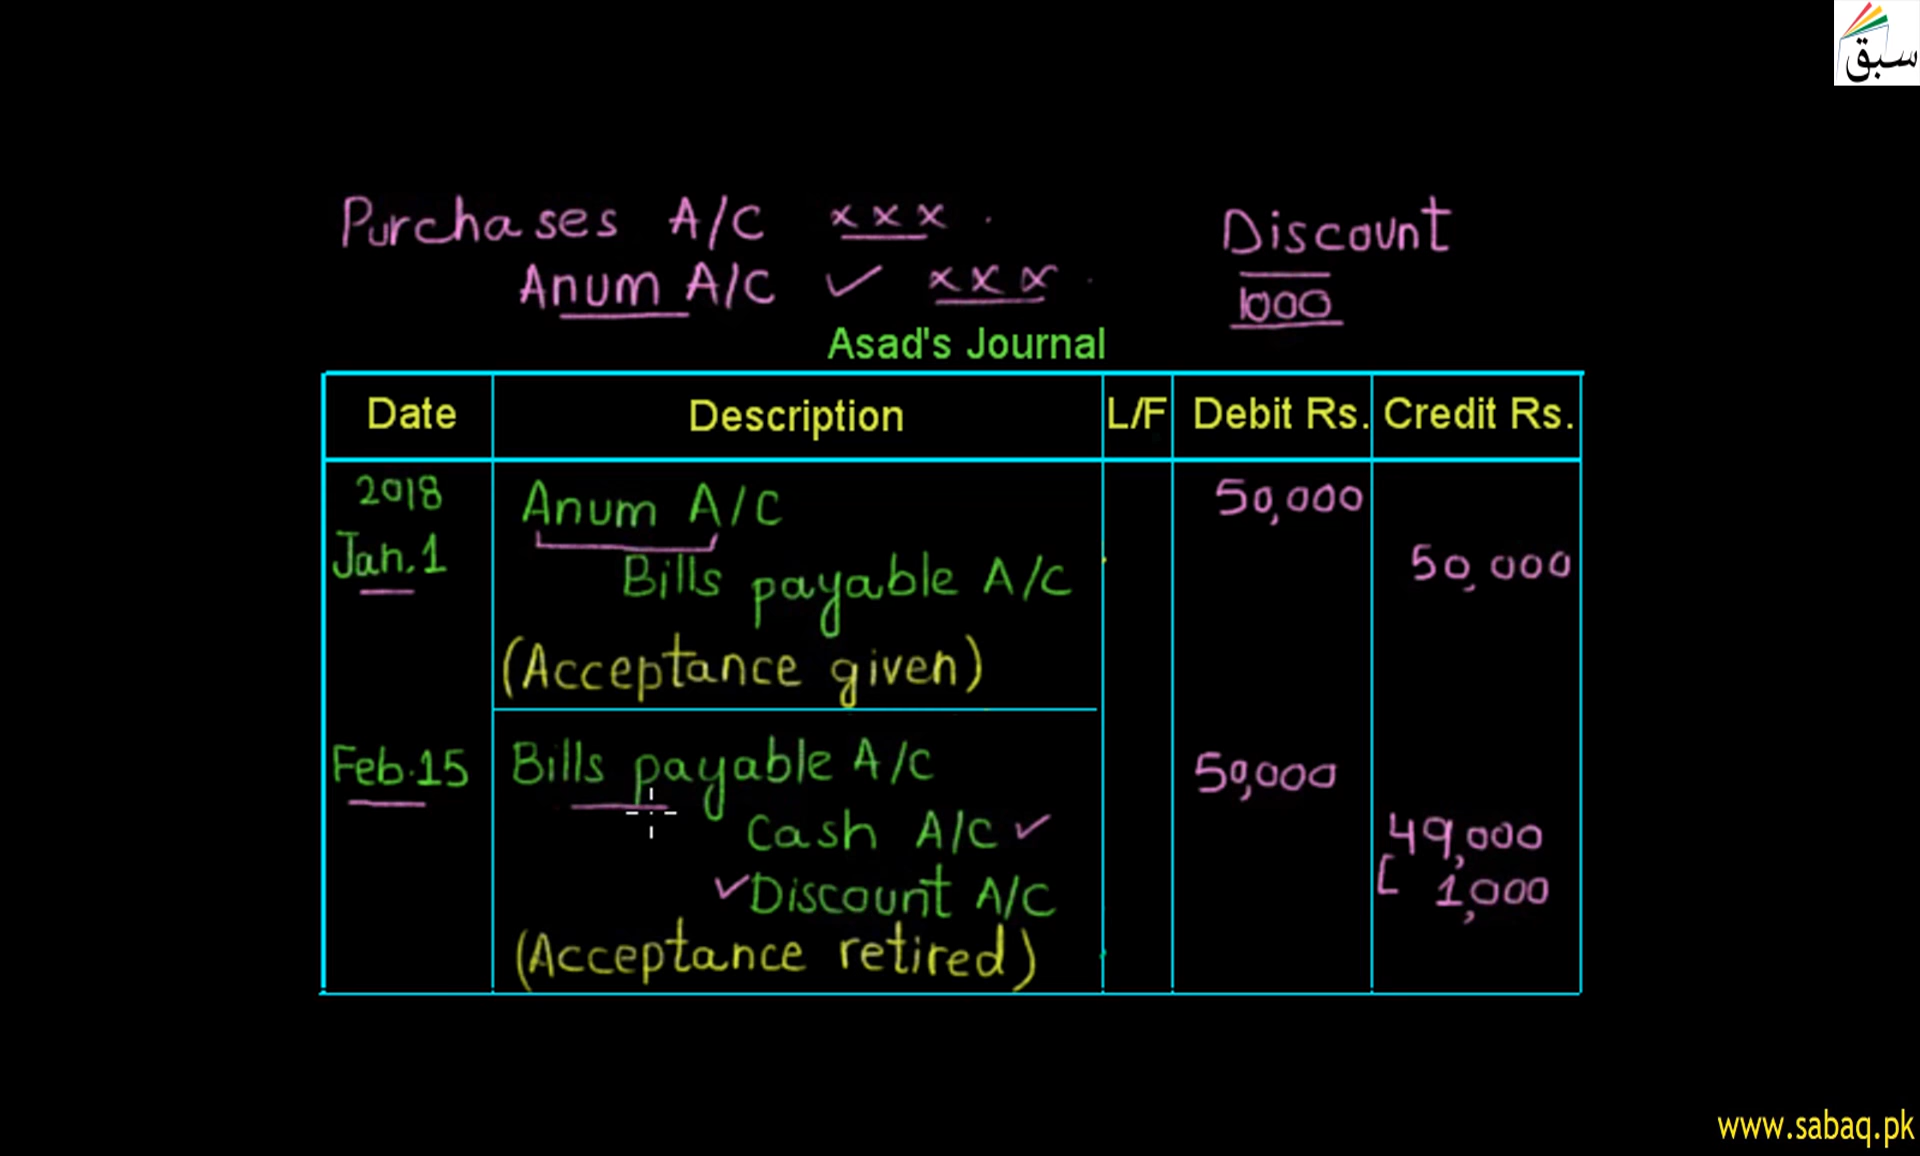 سبق
Purchases A/C xxx
Anum A/C ✓ xxx
Discount
1000
Asad's Journal
Date Description L/F Debit Rs. Credit Rs.
2018 Anum A/C 50,000
Jan.1 Bills payable A/C 50,000
(Acceptance given)
Feb.15 Bills payable A/C 50,000
Cash A/C ✓ 49,000
✓ Discount A/C [ 1,000
(Acceptance retired)
www.sabaq.pk